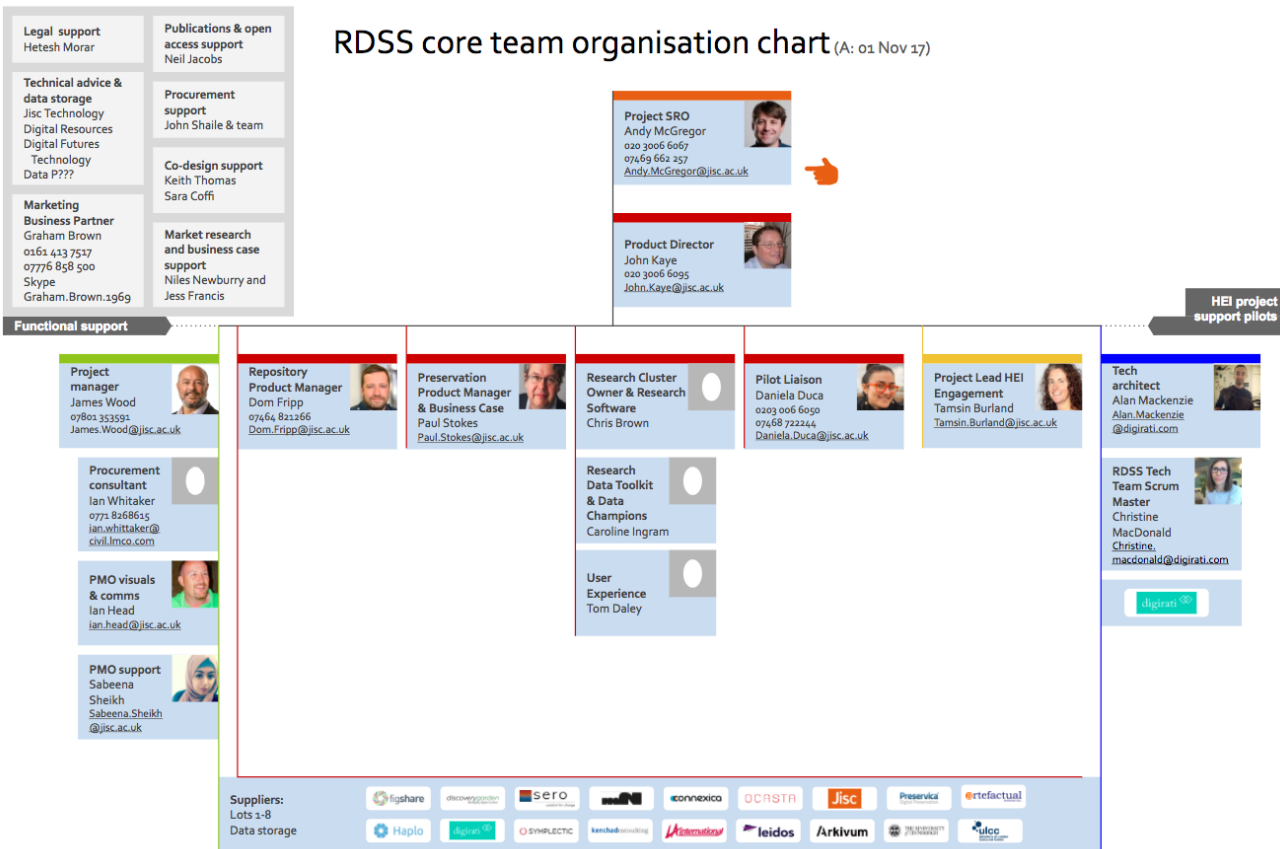 RDSS core team organisation chart (A: 01 Nov 17)
Legal support
Hetesh Morar
Technical advice &
data storage
Jisc Technology
Digital Resources
Digital Futures
Technology
Data P???
Marketing
Business Partner
Graham Brown
0161 413 7517
07776 858 500
Skype
Graham.Brown.1969
Publications & open
access support
Neil Jacobs
Procurement
support
John Shaile & team
Co-design support
Keith Thomas
Sara Coffi
Market research
and business case
support
Niles Newburry and
Jess Francis
Functional support
Project SRO
Andy McGregor
020 3006 6067
07469 662 257
Andy.McGregor@jisc.ac.uk
Product Director
John Kaye
020 3006 6095
John.Kaye@jisc.ac.uk
HEI project
support pilots
Project
manager
James Wood
07801 353591
James.Wood@jisc.ac.uk
Procurement
consultant
Ian Whitaker
0771 8268615
ian.whittaker@
civil.lmco.com
PMO visuals
& comms
Ian Head
ian.head@jisc.ac.uk
PMO support
Sabeena
Sheikh
Sabeena.Sheikh
@jisc.ac.uk
Repository
Product Manager
Dom Fripp
07464 821266
Dom.Fripp@jisc.ac.uk
Preservation
Product Manager
& Business Case
Paul Stokes
Paul.Stokes@jisc.ac.uk
Research Cluster
Owner & Research
Software
Chris Brown
Research
Data Toolkit
& Data
Champions
Caroline Ingram
User
Experience
Tom Daley
Pilot Liaison
Daniela Duca
0203 006 6050
07468 722244
Daniela.Duca@jisc.ac.uk
Project Lead HEI
Engagement
Tamsin Burland
Tamsin.Burland@jisc.ac.uk
Tech
architect
Alan Mackenzie
Alan.Mackenzie
@digirati.com
RDSS Tech
Team Scrum
Master
Christine
MacDonald
Christine.
macdonald@digirati.com
digirati
Suppliers:
Lots 1-8
Data storage
figshare
discoverygarden
sero
connexica
OCASTA
Jisc
Preservica
Digital Preservation
artefactual
Haplo
digirati
SYMPLECTIC
kenchadconsulting
international
leidos
Arkivum
THE UNIVERSITY
of EDINBURGH
ulcc